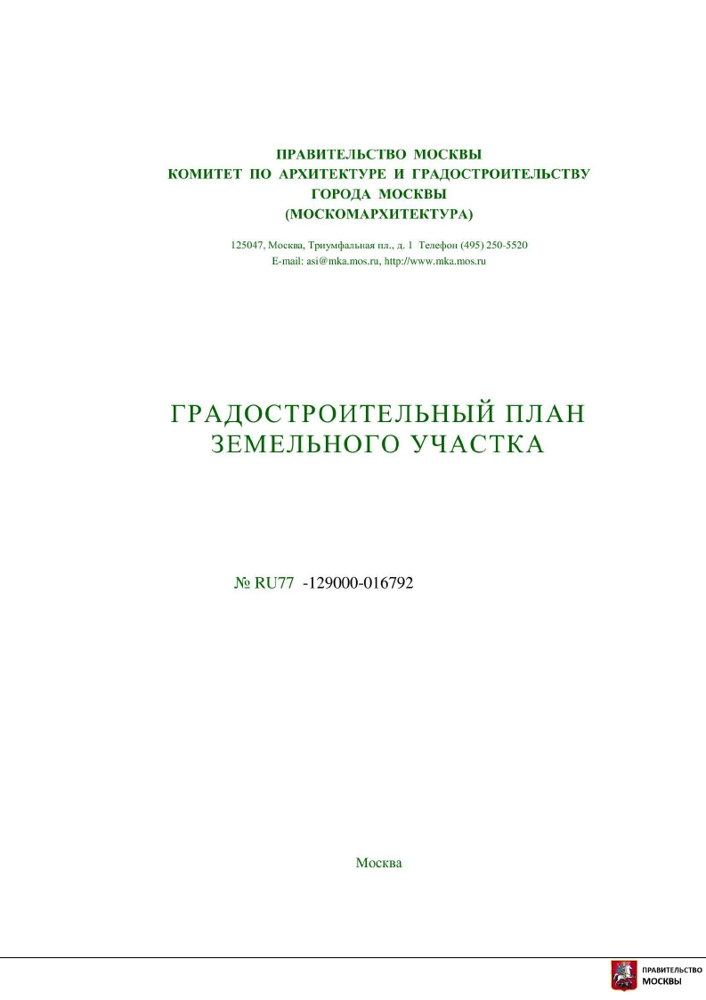 ПРАВИТЕЛЬСТВО МОСКВЫ
КОМИТЕТ ПО АРХИТЕКТУРЕ И ГРАДОСТРОИТЕЛЬСТВУ
ГОРОДА МОСКВЫ
(МОСКОМАРХИТЕКТУРА)
125047, Москва, Триумфальная пл., д. 1 Телефон (495) 250-5520
E-mail: asi@mka.mos.ru, http://www.mka.mos.ru
ГРАДОСТРОИТЕЛЬНЫЙ ПЛАН
ЗЕМЕЛЬНОГО УЧАСТКА
№ RU77 -129000-016792
Москва
ПРАВИТЕЛЬСТВО
МОСКВЫ